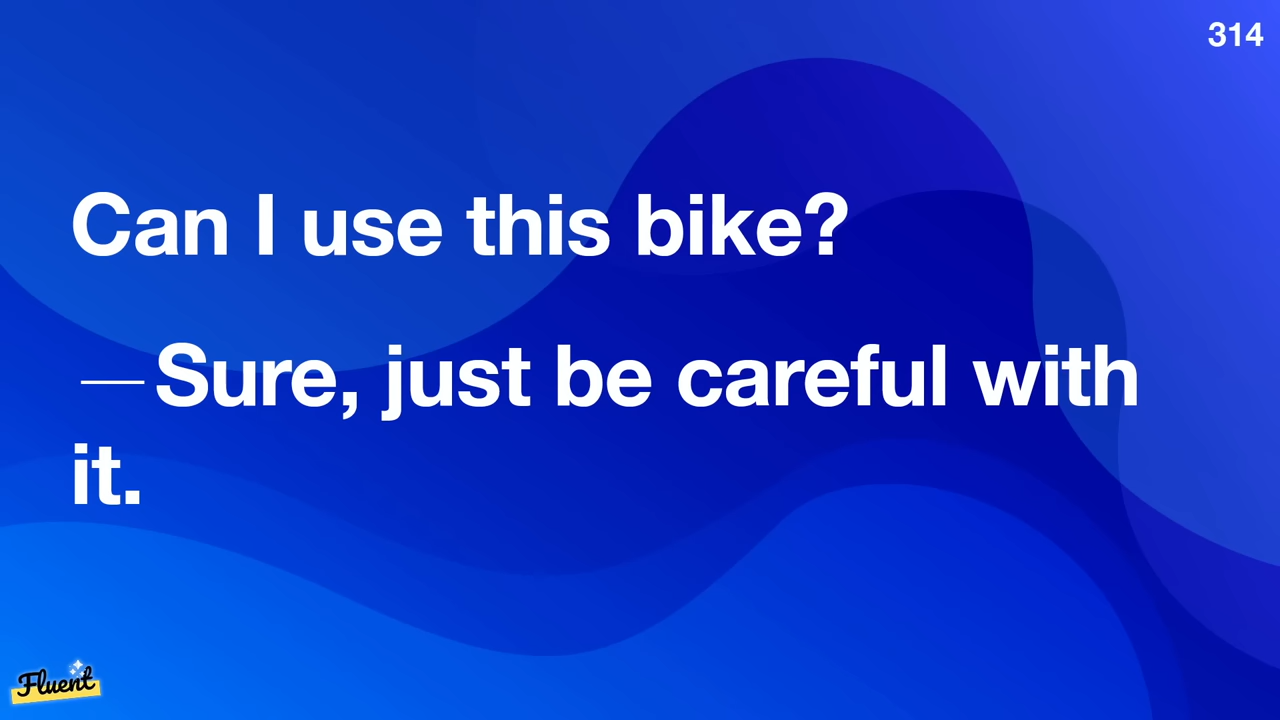 314
Can I use this bike?
—Sure, just be careful with
it.
Fluent